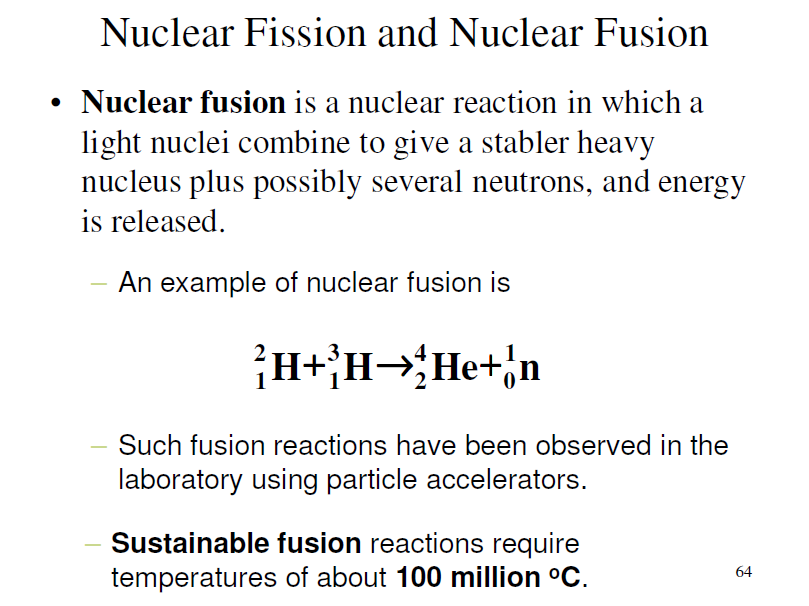 Nuclear Fission and Nuclear Fusion
• Nuclear fusion is a nuclear reaction in which a
light nuclei combine to give a stabler heavy
nucleus plus possibly several neutrons, and energy
is released.
– An example of nuclear fusion is
²₁H+³₁H→⁴₂He+¹₀n
– Such fusion reactions have been observed in the
laboratory using particle accelerators.
– Sustainable fusion reactions require
temperatures of about 100 million ºC.
64